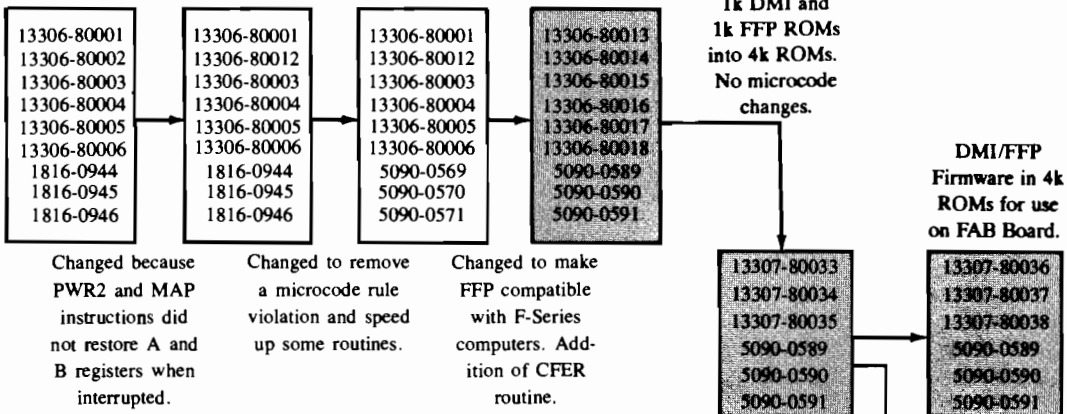 1k DMI and
1k FFP ROMs
into 4k ROMs.
No microcode
changes.
13306-80001
13306-80002
13306-80003
13306-80004
13306-80005
13306-80006
1816-0944
1816-0945
1816-0946
13306-80001
13306-80012
13306-80003
13306-80004
13306-80005
13306-80006
1816-0944
1816-0945
1816-0946
13306-80001
13306-80012
13306-80003
13306-80004
13306-80005
13306-80006
5090-0569
5090-0570
5090-0571
13306-80013
13306-80014
13306-80015
13306-80016
13306-80017
13306-80018
5090-0589
5090-0590
5090-0591
Changed because
PWR2 and MAP
instructions did
not restore A and
B registers when
interrupted.
Changed to remove
a microcode rule
violation and speed
up some routines.
Changed to make
FFP compatible
with F-Series
computers. Add-
ition of CFER
routine.
13307-80033
13307-80034
13307-80035
5090-0589
5090-0590
5090-0591
DMI/FFP
Firmware in 4k
ROMs for use
on FAB Board.
13307-80036
13307-80037
13307-80038
5090-0589
5090-0590
5090-0591